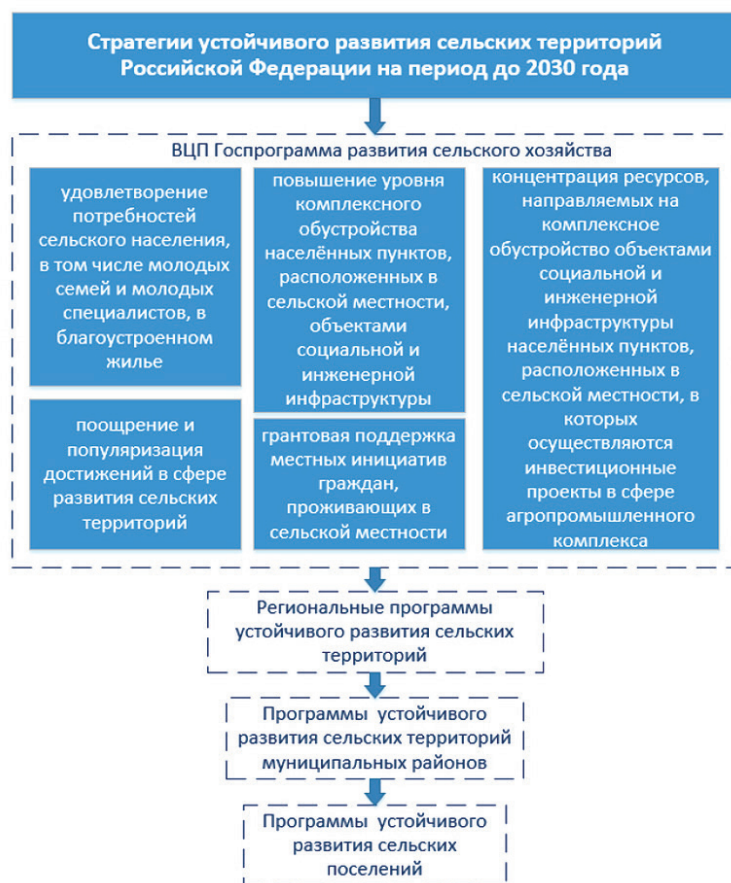 Стратегии устойчивого развития сельских территорий
Российской Федерации на период до 2030 года
ВЦП Госпрограмма развития сельского хозяйства
удовлетворение
потребностей
сельского населения,
в том числе молодых
семей и молодых
специалистов, в
благоустроенном
жилье
повышение уровня
комплексного
обустройства
населённых пунктов,
расположенных в
сельской местности,
объектами
социальной и
инженерной
инфраструктуры
концентрация ресурсов,
направляемых на
комплексное
обустройство объектами
социальной и
инженерной
инфраструктуры
населённых пунктов,
расположенных в
сельской местности, в
которых
осуществляются
инвестиционные
проекты в сфере
агропромышленного
комплекса
поощрение и
популяризация
достижений в сфере
развития сельских
территорий
грантовая поддержка
местных инициатив
граждан,
проживающих в
сельской местности
Региональные программы
устойчивого развития сельских
территорий
Программы устойчивого
развития сельских территорий
муниципальных районов
Программы устойчивого
развития сельских
поселений